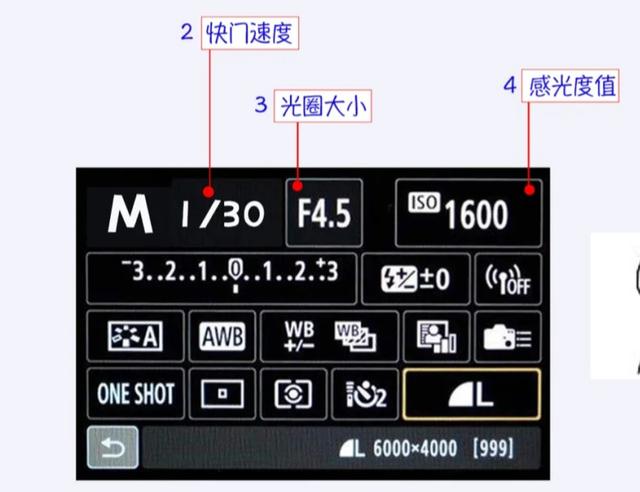 2 快门速度
3 光圈大小
4 感光度值
M 1/30 F4.5 ISO 1600
-3..2..1..0..1..2.+3 ±0 OFF
A AWB WB +/- WB
ONE SHOT 2 L
L 6000×4000 [999]